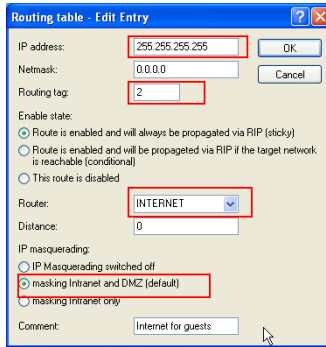 Routing table - Edit Entry
IP address: 255.255.255.255 OK
Netmask: 0.0.0.0 Cancel
Routing tag: 2
Enable state:
Route is enabled and will always be propagated via RIP (sticky)
Route is enabled and will be propageted via RIP if the target network
is reachable (conditional)
This route is disabled
Router: INTERNET
Distance: 0
IP masquerading:
IP Masquerading switched off
masking Intranet and DMZ (default)
masking Intranet only
Comment: Internet for guests